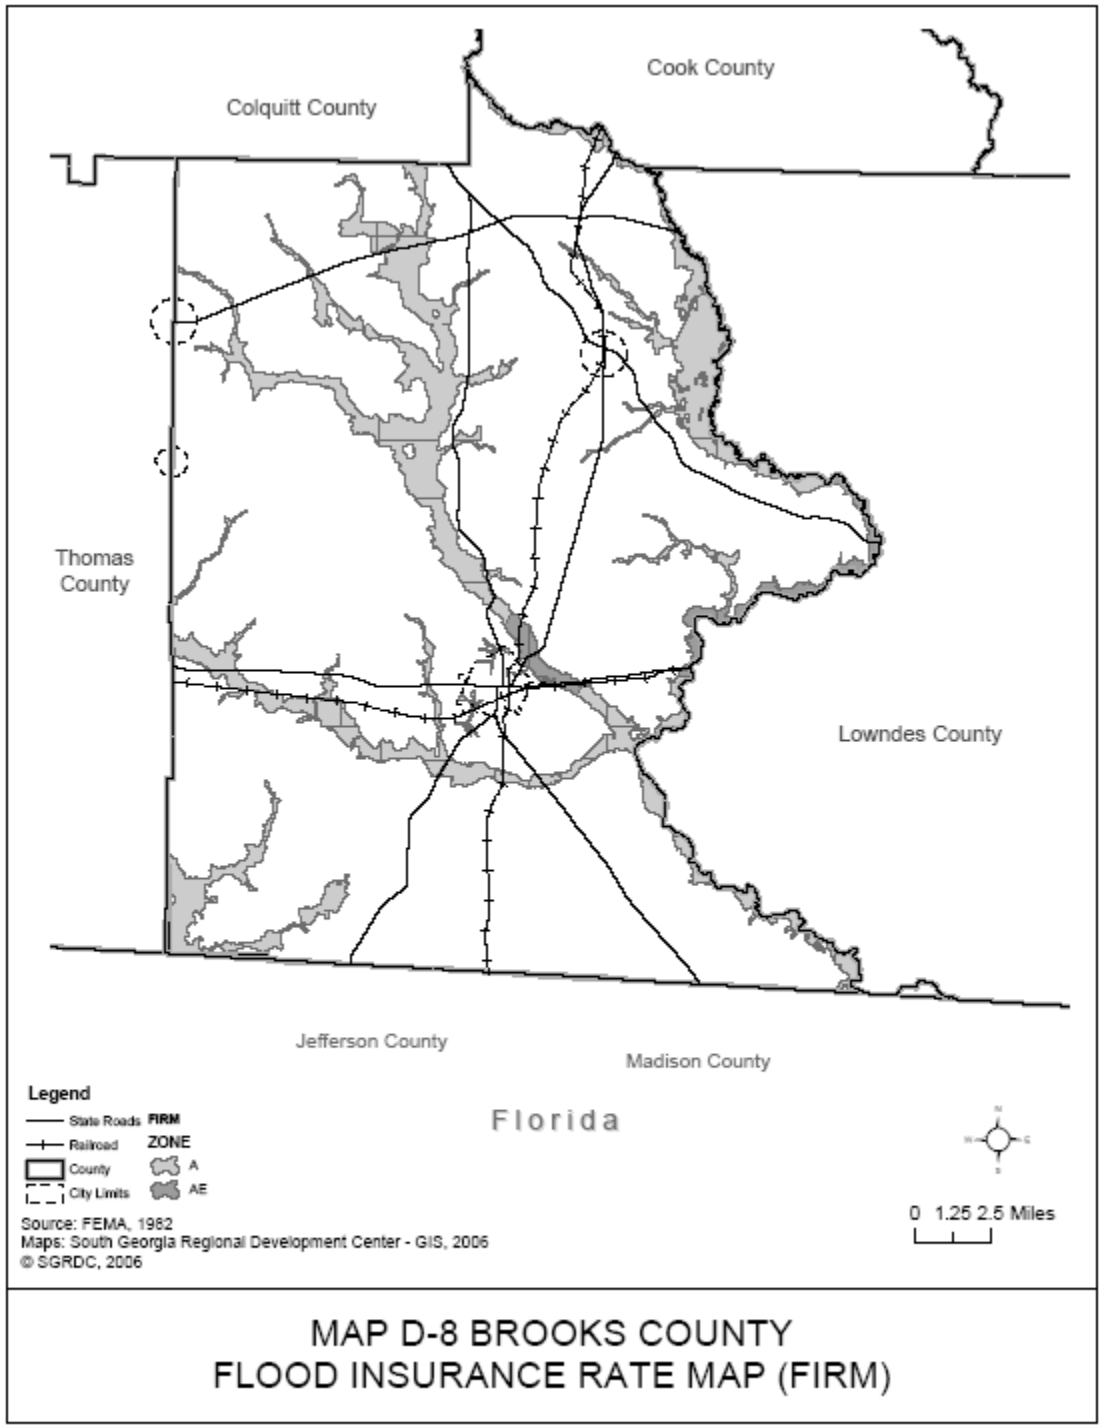 Cook County
Colquitt County
Thomas
County
Lowndes County
Jefferson County
Madison County
Florida
Legend
State Roads
Railroad
County
City Limits
FIRM
ZONE
A
AE
N
W
E
S
0 1.25 2.5 Miles
Source: FEMA, 1982
Maps: South Georgia Regional Development Center - GIS, 2006
© SGRDC, 2006
MAP D-8 BROOKS COUNTY
FLOOD INSURANCE RATE MAP (FIRM)